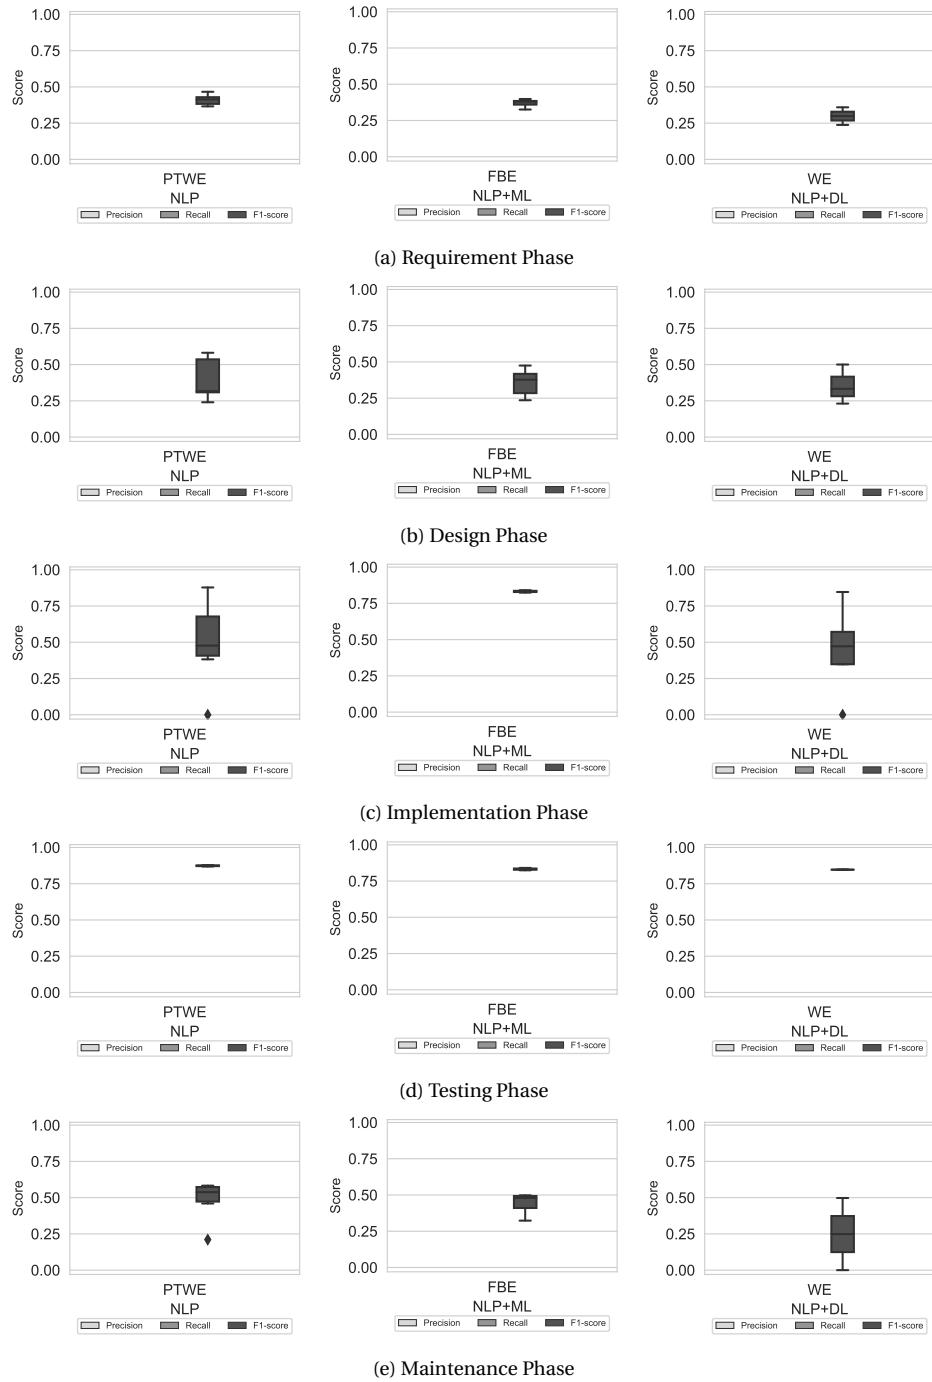 1.00
0.75
0.50
0.25
0.00
Score
PTWE
NLP
Precision Recall F1-score
1.00
0.75
0.50
0.25
0.00
Score
FBE
NLP+ML
Precision Recall F1-score
1.00
0.75
0.50
0.25
0.00
Score
WE
NLP+DL
Precision Recall F1-score
(a) Requirement Phase
1.00
0.75
0.50
0.25
0.00
Score
PTWE
NLP
Precision Recall F1-score
1.00
0.75
0.50
0.25
0.00
Score
FBE
NLP+ML
Precision Recall F1-score
1.00
0.75
0.50
0.25
0.00
Score
WE
NLP+DL
Precision Recall F1-score
(b) Design Phase
1.00
0.75
0.50
0.25
0.00
Score
PTWE
NLP
Precision Recall F1-score
1.00
0.75
0.50
0.25
0.00
Score
FBE
NLP+ML
Precision Recall F1-score
1.00
0.75
0.50
0.25
0.00
Score
WE
NLP+DL
Precision Recall F1-score
(c) Implementation Phase
1.00
0.75
0.50
0.25
0.00
Score
PTWE
NLP
Precision Recall F1-score
1.00
0.75
0.50
0.25
0.00
Score
FBE
NLP+ML
Precision Recall F1-score
1.00
0.75
0.50
0.25
0.00
Score
WE
NLP+DL
Precision Recall F1-score
(d) Testing Phase
1.00
0.75
0.50
0.25
0.00
Score
PTWE
NLP
Precision Recall F1-score
1.00
0.75
0.50
0.25
0.00
Score
FBE
NLP+ML
Precision Recall F1-score
1.00
0.75
0.50
0.25
0.00
Score
WE
NLP+DL
Precision Recall F1-score
(e) Maintenance Phase